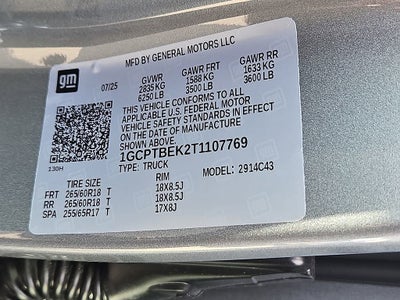 gm
MFD BY GENERAL MOTORS LLC
07/25 GVWR GAWR FRT GAWR RR
2835 KG 1588 KG 1633 KG
6250 LB 3500 LB 3600 LB
THIS VEHICLE CONFORMS TO ALL
APPLICABLE U.S. FEDERAL MOTOR
VEHICLE SAFETY STANDARDS IN EFFECT
ON THE DATE OF MANUFACTURE
SHOWN ABOVE.
1GCPTBEK2T1107769
130H TYPE: TRUCK MODEL: 2914C43
TIRE SIZE RIM
FRT 265/60R18 T 18X8.5J
RR 265/60R18 T 18X8.5J
SPA 255/65R17 T 17X8J